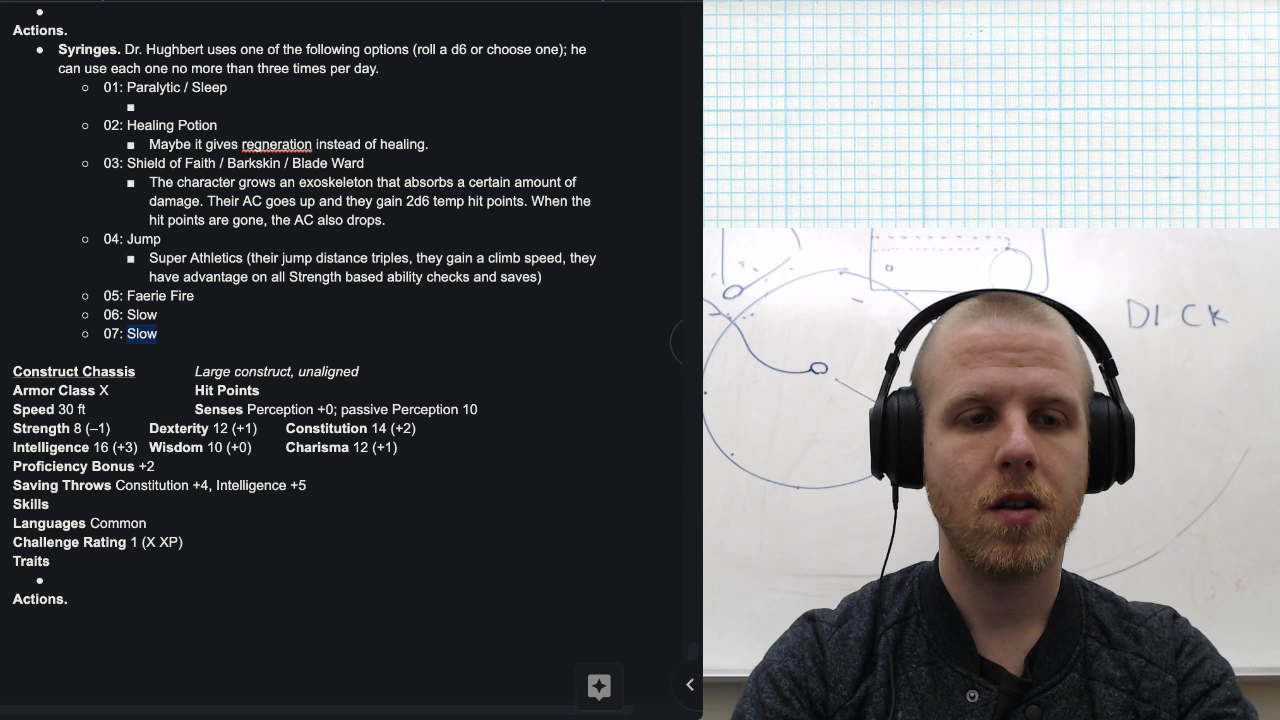 Actions.
Syringes. Dr. Hughbert uses one of the following options (roll a d6 or choose one); he
can use each one no more than three times per day.
01: Paralytic / Sleep
02: Healing Potion
Maybe it gives regneration instead of healing.
03: Shield of Faith / Barkskin / Blade Ward
The character grows an exoskeleton that absorbs a certain amount of
damage. Their AC goes up and they gain 2d6 temp hit points. When the
hit points are gone, the AC also drops.
04: Jump
Super Athletics (their jump distance triples, they gain a climb speed, they
have advantage on all Strength based ability checks and saves)
05: Faerie Fire
06: Slow
07: Slow
Construct Chassis Large construct, unaligned
Armor Class X Hit Points
Speed 30 ft Senses Perception +0; passive Perception 10
Strength 8 (–1) Dexterity 12 (+1) Constitution 14 (+2)
Intelligence 16 (+3) Wisdom 10 (+0) Charisma 12 (+1)
Proficiency Bonus +2
Saving Throws Constitution +4, Intelligence +5
Skills
Languages Common
Challenge Rating 1 (X XP)
Traits
Actions.
DICK